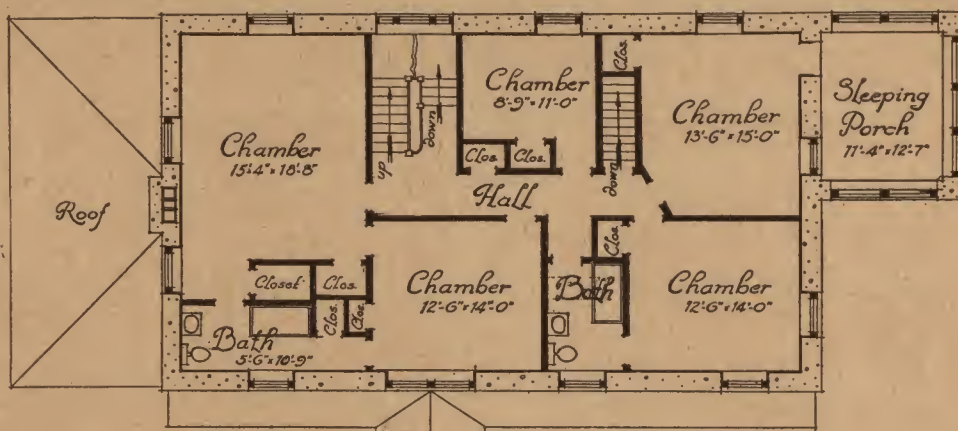 Clos.
Chamber
8'-9" × 11'-0"
Chamber
13'-6" × 15'-0"
Sleeping
Porch
11'-4" × 12'-7"
Chamber
15'-4" × 18'-8"
up
down
Clos.
Clos.
down
Hall
Roof
Clos.
Closet
Clos.
Chamber
12'-6" × 14'-0"
Bath
Chamber
12'-6" × 14'-0"
Clos.
Clos.
Bath
5'-6" × 10'-9"